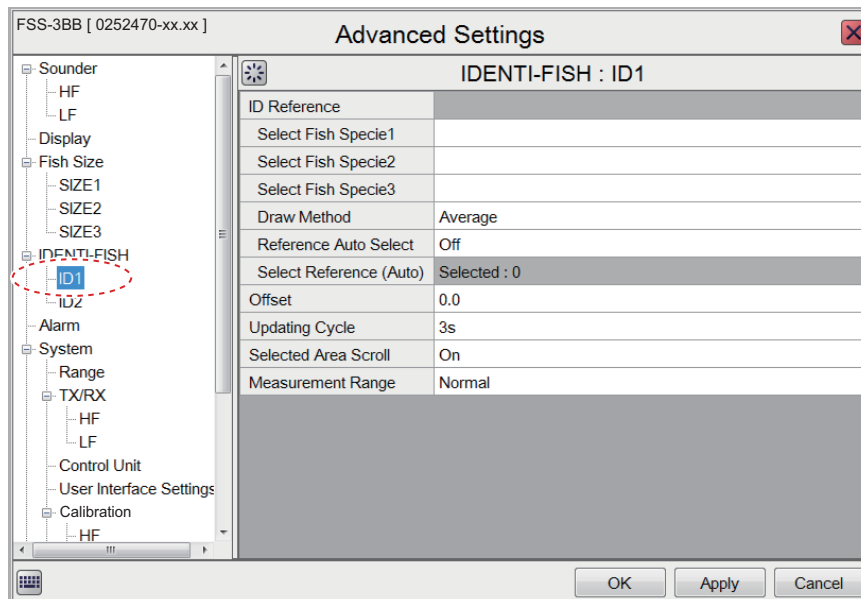 FSS-3BB [ 0252470-xx.xx ]
Advanced Settings
Sounder
HF
LF
Display
Fish Size
SIZE1
SIZE2
SIZE3
IDENTI-FISH
ID1
ID2
Alarm
System
Range
TX/RX
HF
LF
Control Unit
User Interface Settings
Calibration
HF
IDENTI-FISH : ID1
ID Reference
Select Fish Specie1
Select Fish Specie2
Select Fish Specie3
Draw Method Average
Reference Auto Select Off
Select Reference (Auto) Selected : 0
Offset 0.0
Updating Cycle 3s
Selected Area Scroll On
Measurement Range Normal
OK Apply Cancel